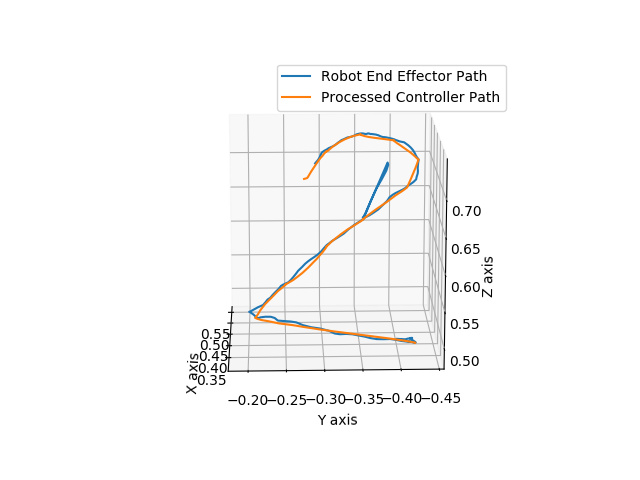 Robot End Effector Path
Processed Controller Path
0.70
0.65
0.60
0.55
0.50
Z axis
0.55
0.50
0.45
0.40
0.35
X axis
−0.20 −0.25 −0.30 −0.35 −0.40 −0.45
Y axis